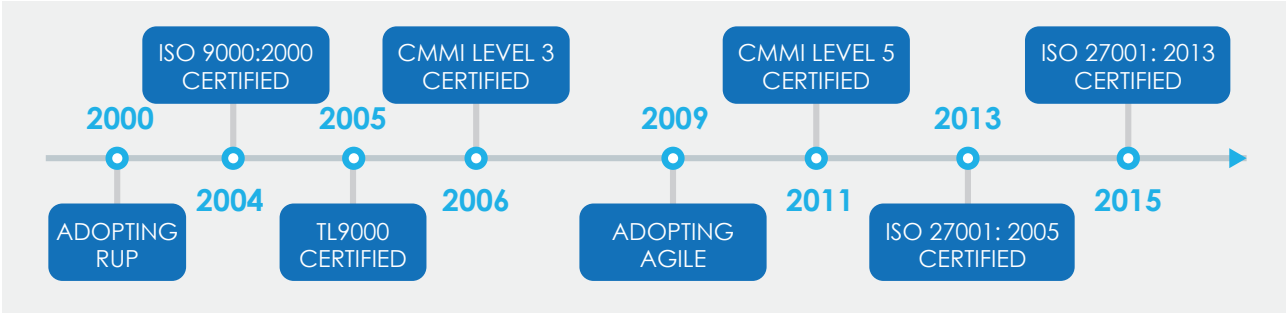 ISO 9000:2000
CERTIFIED
CMMI LEVEL 3
CERTIFIED
CMMI LEVEL 5
CERTIFIED
ISO 27001: 2013
CERTIFIED
2000
2005
2009
2013
2004
2006
2011
2015
ADOPTING
RUP
TL9000
CERTIFIED
ADOPTING
AGILE
ISO 27001: 2005
CERTIFIED